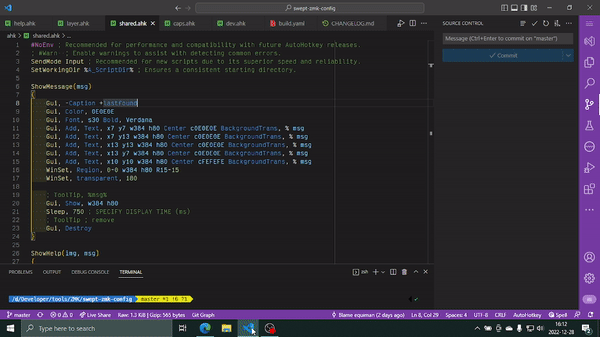 swept-zmk-config
help.ahk
layer.ahk
shared.ahk
caps.ahk
dev.ahk
build.yaml
CHANGELOG.md
ahk > shared.ahk
SOURCE CONTROL
1 #NoEnv ; Recommended for performance and compatibility with future AutoHotkey releases.
; #Warn ; Enable warnings to assist with detecting common errors.
SendMode Input ; Recommended for new scripts due to its superior speed and reliability.
SetWorkingDir %A_ScriptDir% ; Ensures a consistent starting directory.
ShowMessage(msg)
{
8 Gui, -Caption +lastfound
9 Gui, Color, 0E0E0E
10 Gui, Font, s30 Bold, Verdana
11 Gui, Add, Text, x7 y7 w384 h80 Center c0E0E0E BackgroundTrans, % msg
12 Gui, Add, Text, x7 y13 w384 h80 Center c0E0E0E BackgroundTrans, % msg
13 Gui, Add, Text, x13 y13 w384 h80 Center c0E0E0E BackgroundTrans, % msg
14 Gui, Add, Text, x13 y7 w384 h80 Center c0E0E0E BackgroundTrans, % msg
15 Gui, Add, Text, x10 y10 w384 h80 Center cFEFEFE BackgroundTrans, % msg
16 WinSet, Region, 0-0 w384 h80 R15-15
17 WinSet, transparent, 180
18
19 ; ToolTip, %msg%
20 Gui, Show, w384 h80
21 Sleep, 750 ; SPECIFY DISPLAY TIME (ms)
22 ; ToolTip ; remove
23 Gui, Destroy
24 }
25
26 ShowHelp(img, msg)
27 {
Message (Ctrl+Enter to commit on "master")
Commit
PROBLEMS
OUTPUT
DEBUG CONSOLE
TERMINAL
zsh
/d/Developer/tools/ZMK/swept-zmk-config
master
master
0
0
Live Share
Raw: 1.3 KiB | Gzip: 565 bytes
Git Graph
Blame equman (2 days ago)
Ln 8, Col 29
Spaces: 4
UTF-8
CRLF
AutoHotkey
Spell
Type here to search
16:12
2022-12-28